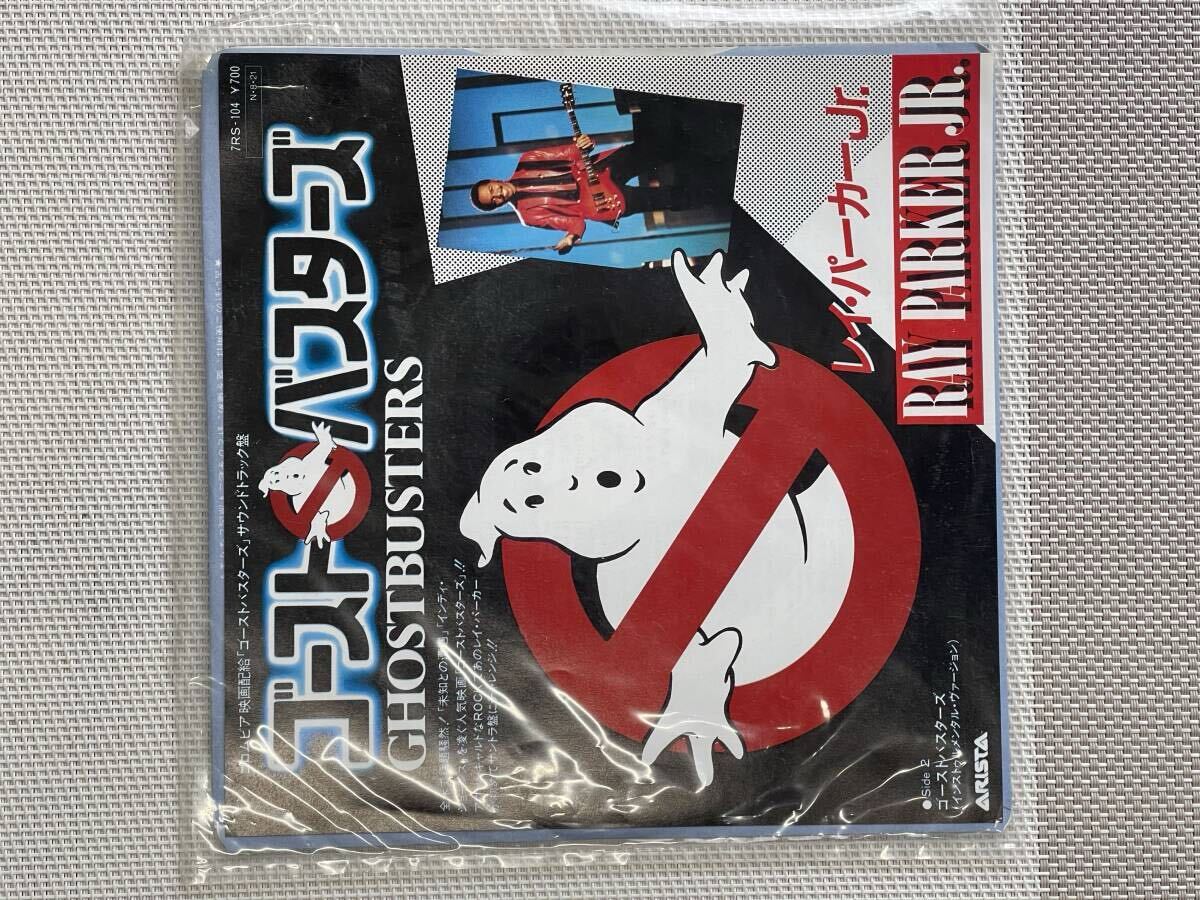 7RS-104 ¥700
N・8・21
コロムビア映画配給「ゴーストバスターズ」サウンドトラック盤
ゴーストバスターズ
GHOSTBUSTERS
レイ・パーカーJr.
RAY PARKER JR.
●Side 2
ゴーストバスターズ
(インストゥルメンタル・ヴァージョン)
ARISTA